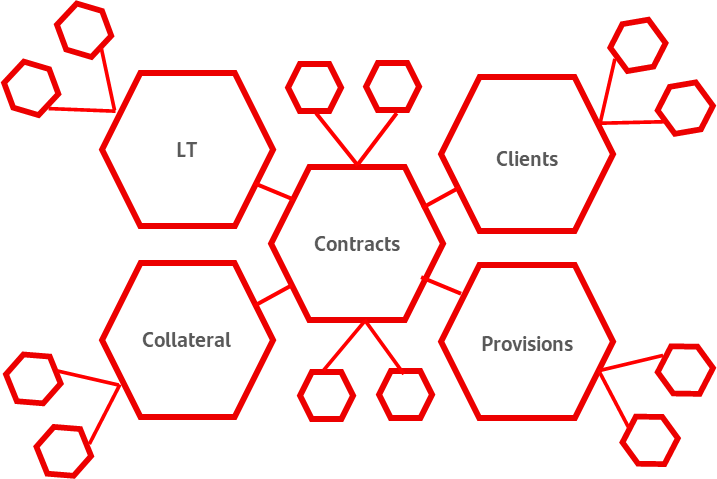 LT
Clients
Contracts
Collateral
Provisions